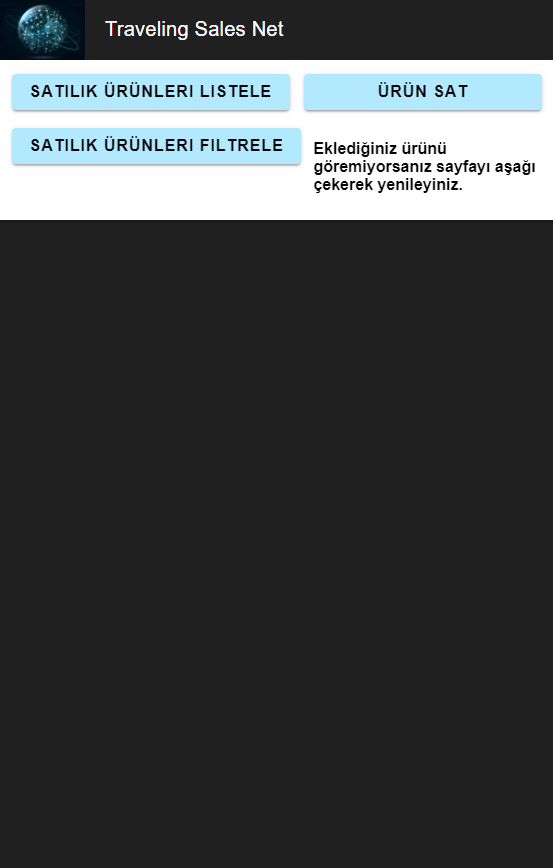 Traveling Sales Net
SATILIK ÜRÜNLERI LISTELE
ÜRÜN SAT
SATILIK ÜRÜNLERI FILTRELE
Eklediğiniz ürünü
göremiyorsanız sayfayı aşağı
çekerek yenileyiniz.